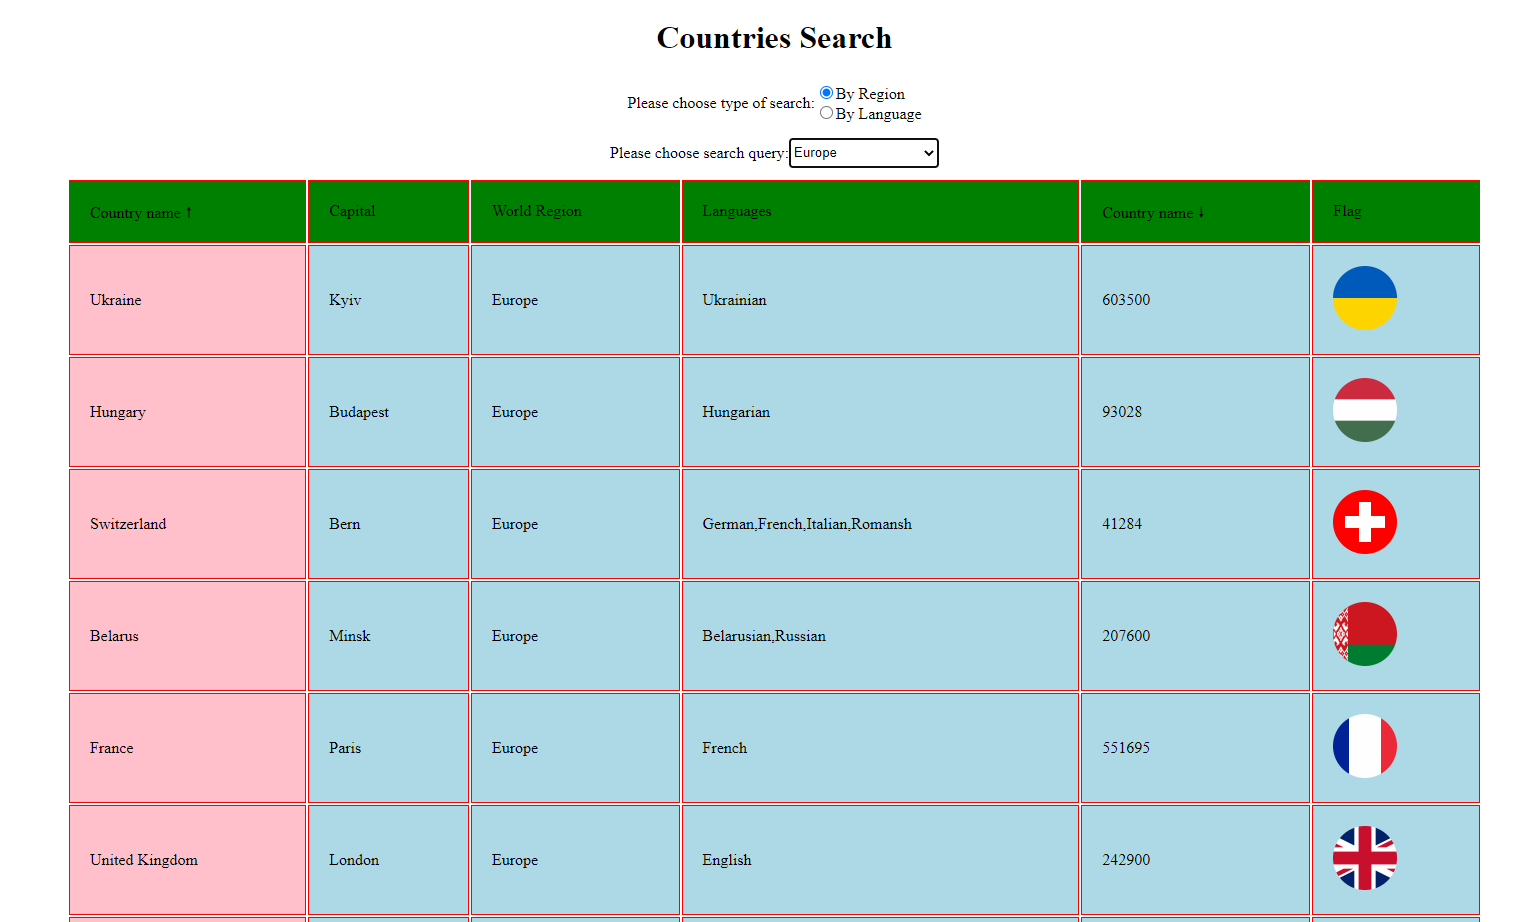 Countries Search
Please choose type of search:
By Region
By Language
Please choose search query: Europe
Country name ↑ Capital World Region Languages Country name ↓ Flag
Ukraine Kyiv Europe Ukrainian 603500
Hungary Budapest Europe Hungarian 93028
Switzerland Bern Europe German,French,Italian,Romansh 41284
Belarus Minsk Europe Belarusian,Russian 207600
France Paris Europe French 551695
United Kingdom London Europe English 242900